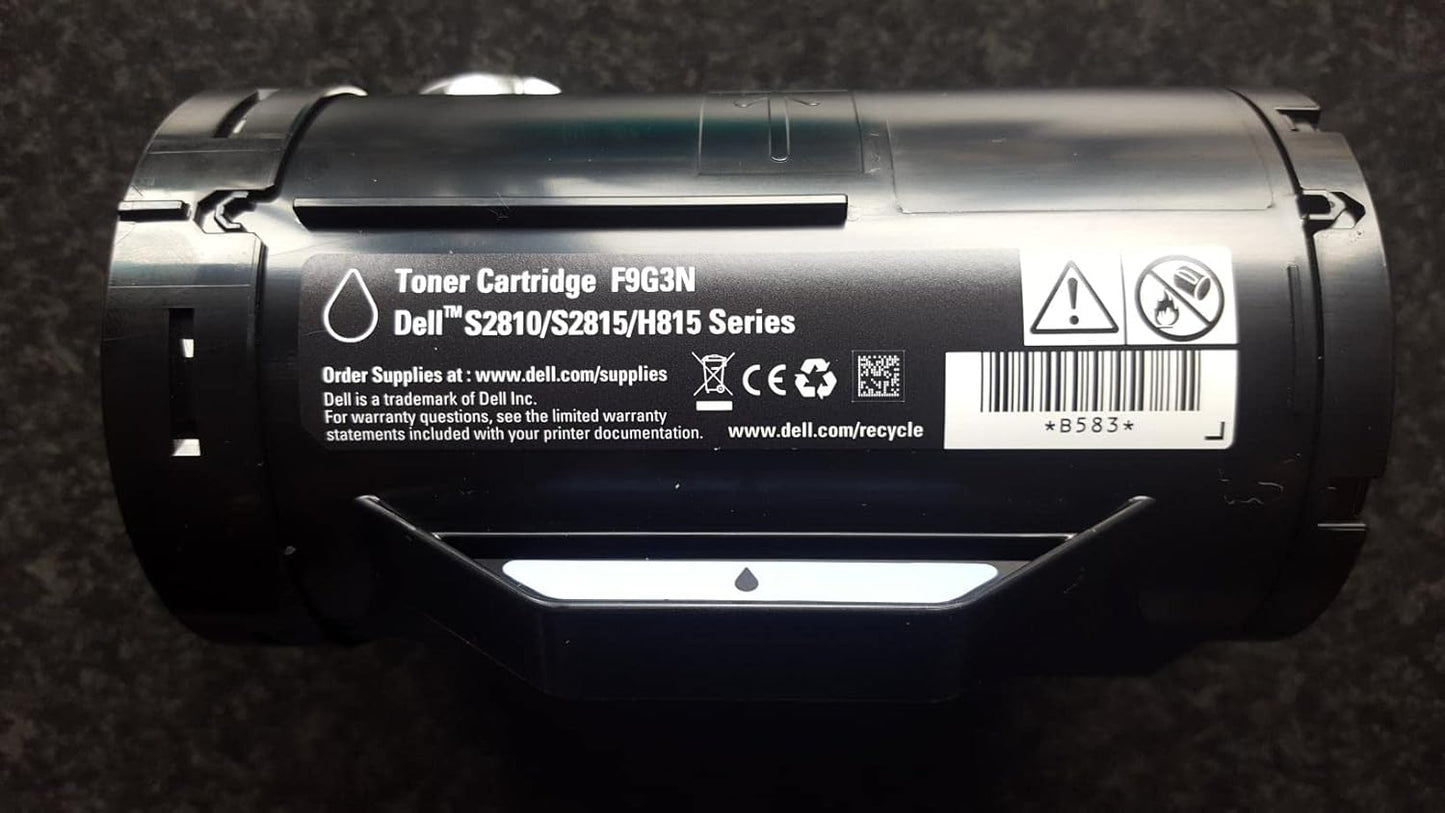 Toner Cartridge F9G3N
Dell™ S2810/S2815/H815 Series
Order Supplies at : www.dell.com/supplies
Dell is a trademark of Dell Inc.
For warranty questions, see the limited warranty
statements included with your printer documentation.
CE
www.dell.com/recycle
*B583*